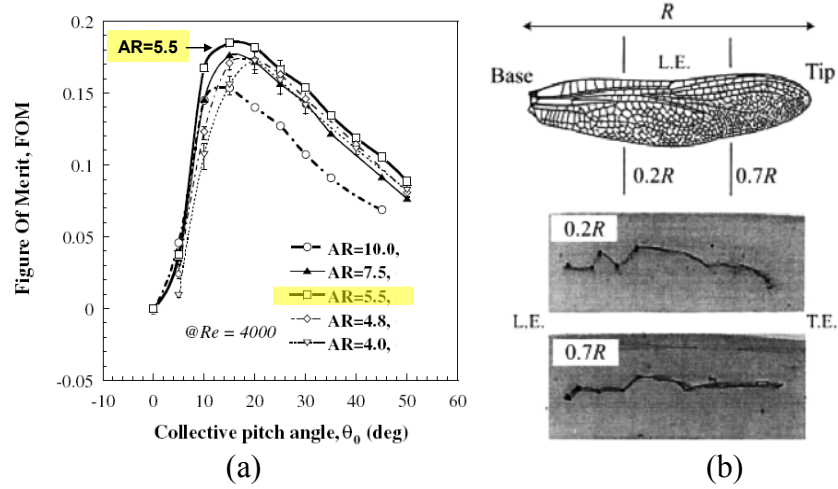 0.2
0.15
0.1
0.05
0
-0.05
Figure Of Merit, FOM
AR=5.5
AR=10.0,
AR=7.5,
AR=5.5,
AR=4.8,
AR=4.0,
@Re = 4000
-10 0 10 20 30 40 50 60
Collective pitch angle, θ0 (deg)
(a)
R
L.E.
Base
Tip
0.2R
0.7R
0.2R
L.E.
T.E.
0.7R
(b)